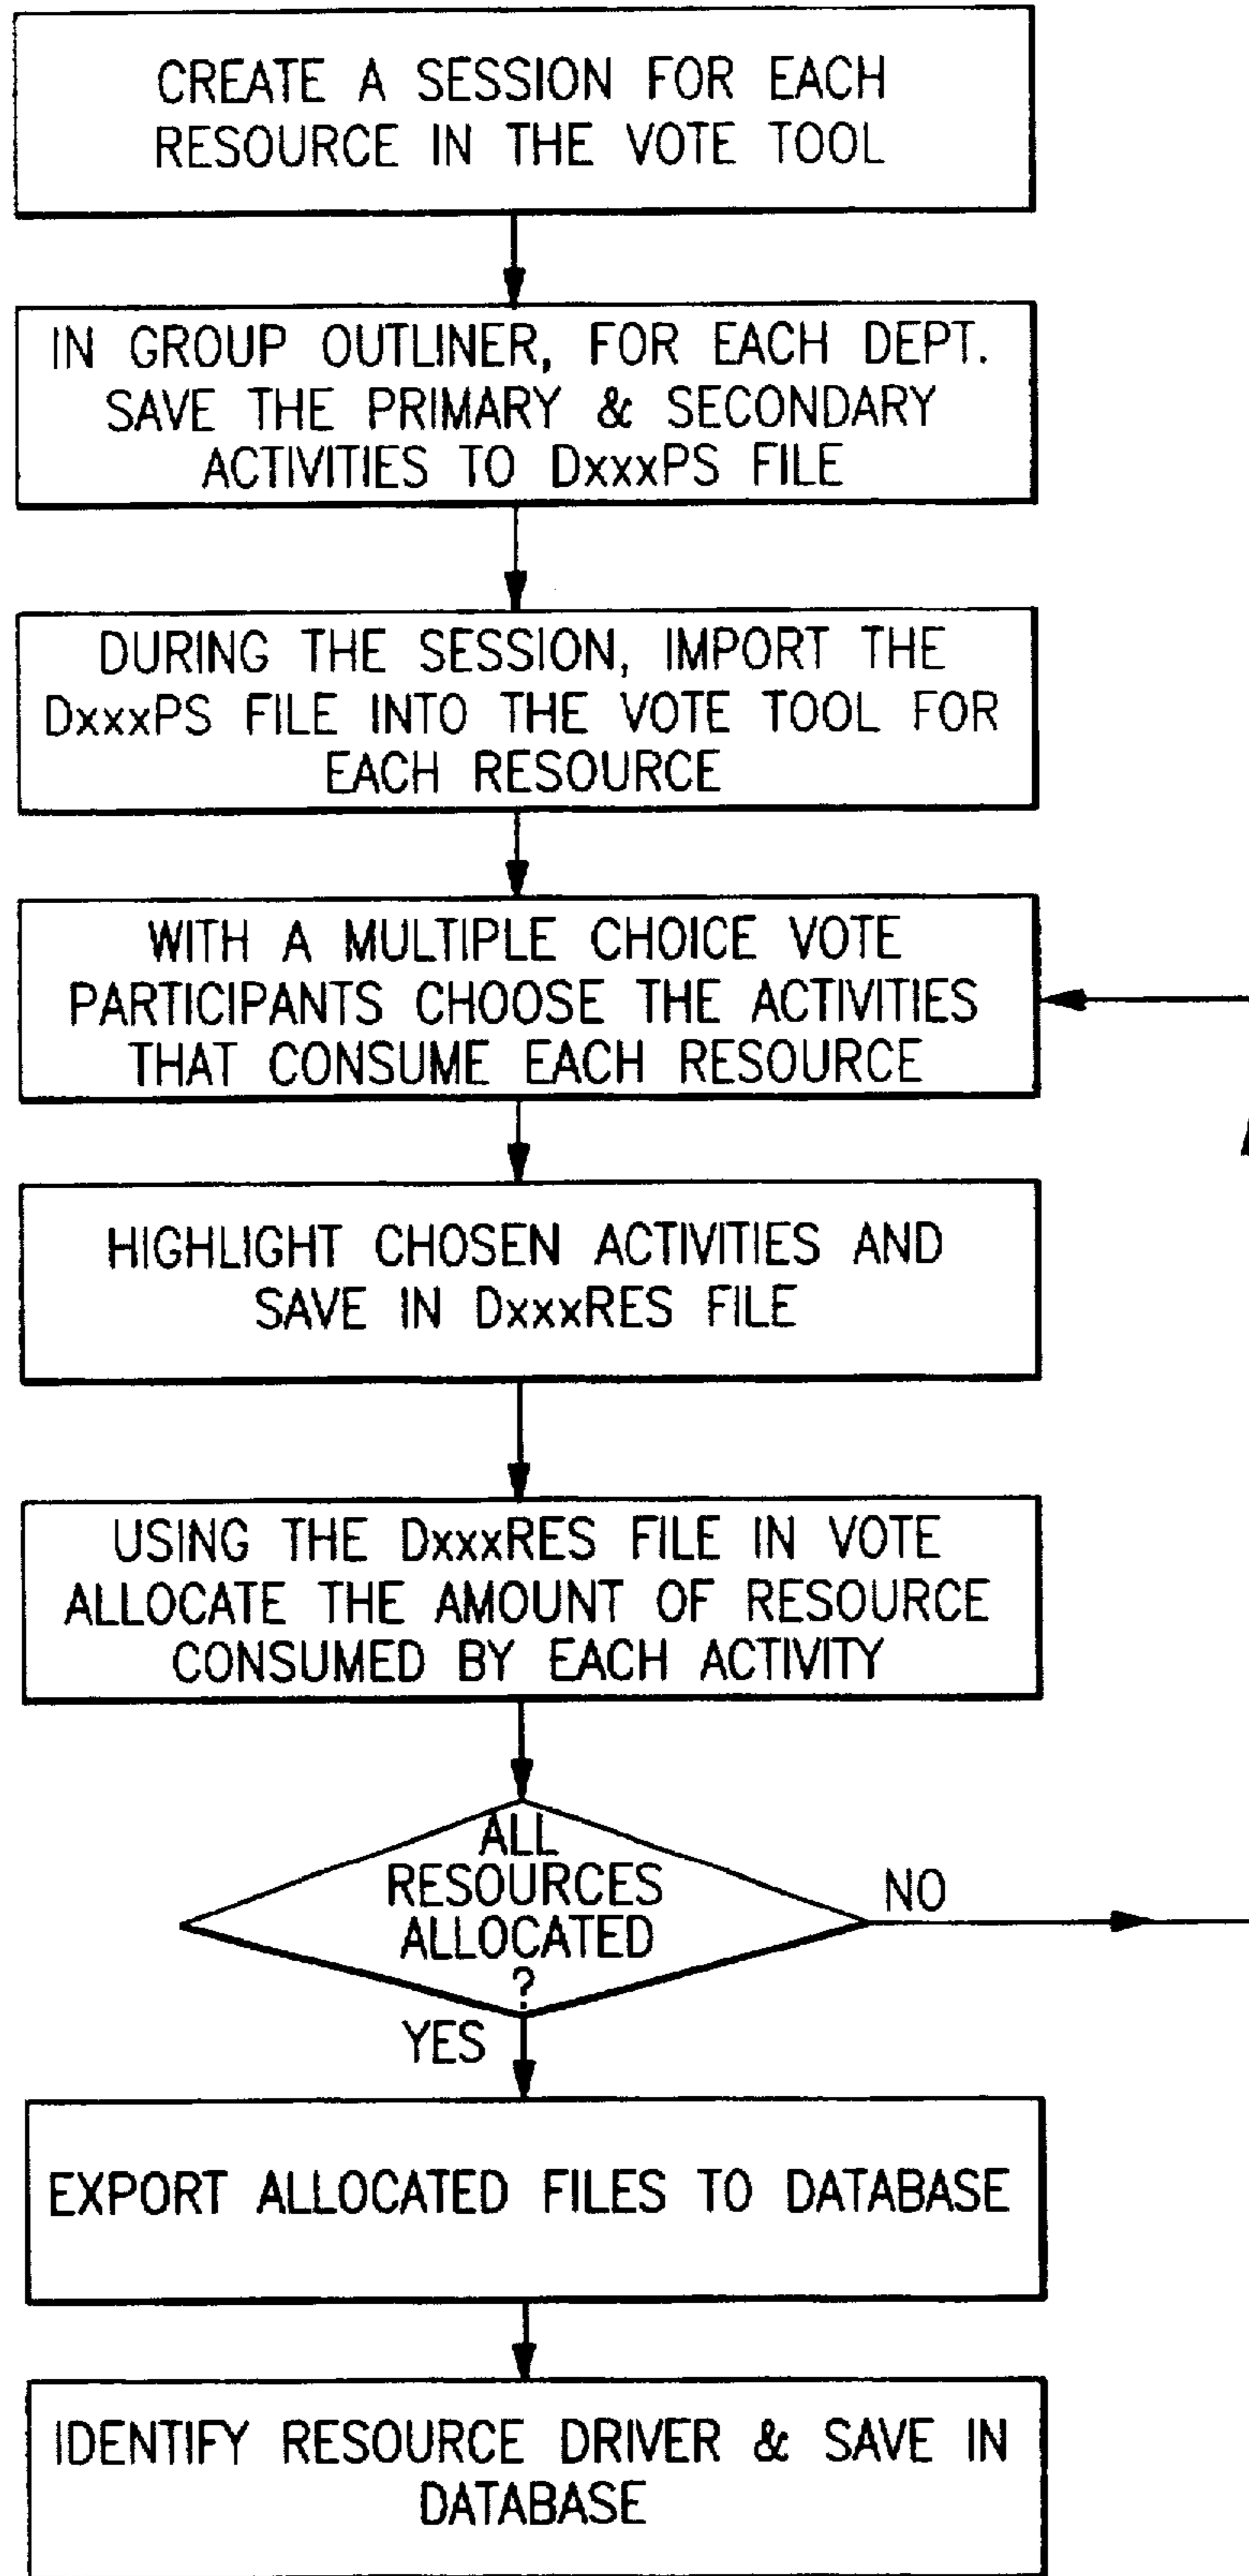 CREATE A SESSION FOR EACH
RESOURCE IN THE VOTE TOOL
IN GROUP OUTLINER, FOR EACH DEPT.
SAVE THE PRIMARY & SECONDARY
ACTIVITIES TO DxxxPS FILE
DURING THE SESSION, IMPORT THE
DxxxPS FILE INTO THE VOTE TOOL FOR
EACH RESOURCE
WITH A MULTIPLE CHOICE VOTE
PARTICIPANTS CHOOSE THE ACTIVITIES
THAT CONSUME EACH RESOURCE
HIGHLIGHT CHOSEN ACTIVITIES AND
SAVE IN DxxxRES FILE
USING THE DxxxRES FILE IN VOTE
ALLOCATE THE AMOUNT OF RESOURCE
CONSUMED BY EACH ACTIVITY
ALL
RESOURCES
ALLOCATED
?
NO
YES
EXPORT ALLOCATED FILES TO DATABASE
IDENTIFY RESOURCE DRIVER & SAVE IN
DATABASE